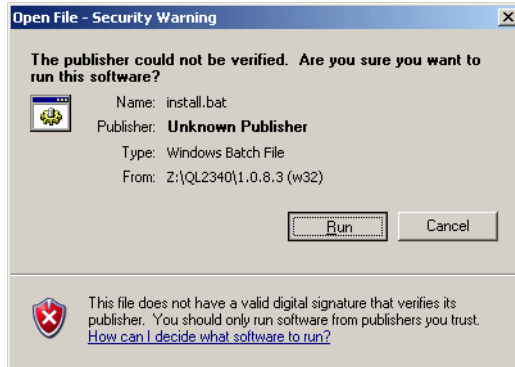 Open File - Security Warning
The publisher could not be verified.  Are you sure you want to
run this software?
Name: install.bat
Publisher: Unknown Publisher
Type: Windows Batch File
From: Z:\QL2340\1.0.8.3 (w32)
Run Cancel
This file does not have a valid digital signature that verifies its
publisher.  You should only run software from publishers you trust.
How can I decide what software to run?